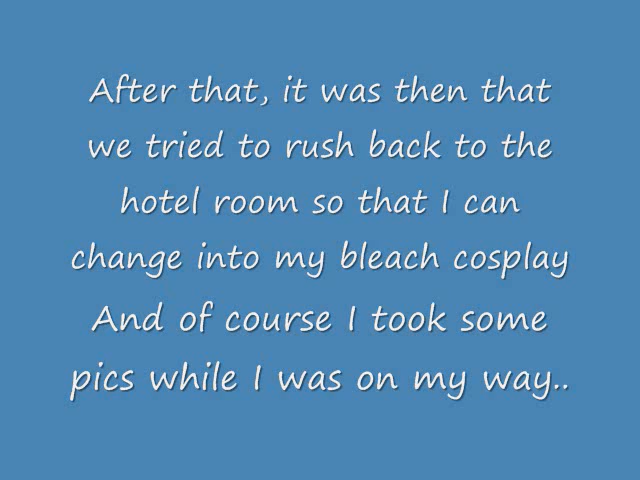 After that, it was then that
we tried to rush back to the
hotel room so that I can
change into my bleach cosplay
And of course I took some
pics while I was on my way..